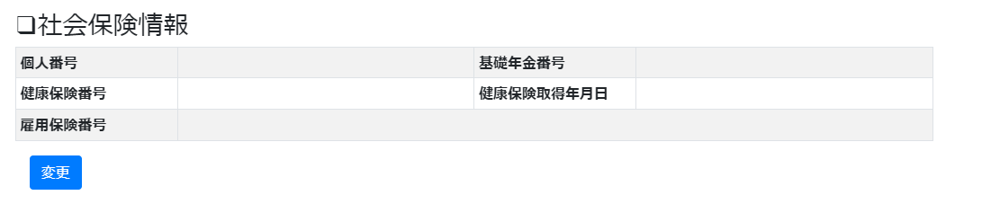 ❏社会保険情報
個人番号 基礎年金番号
健康保険番号 健康保険取得年月日
雇用保険番号
変更